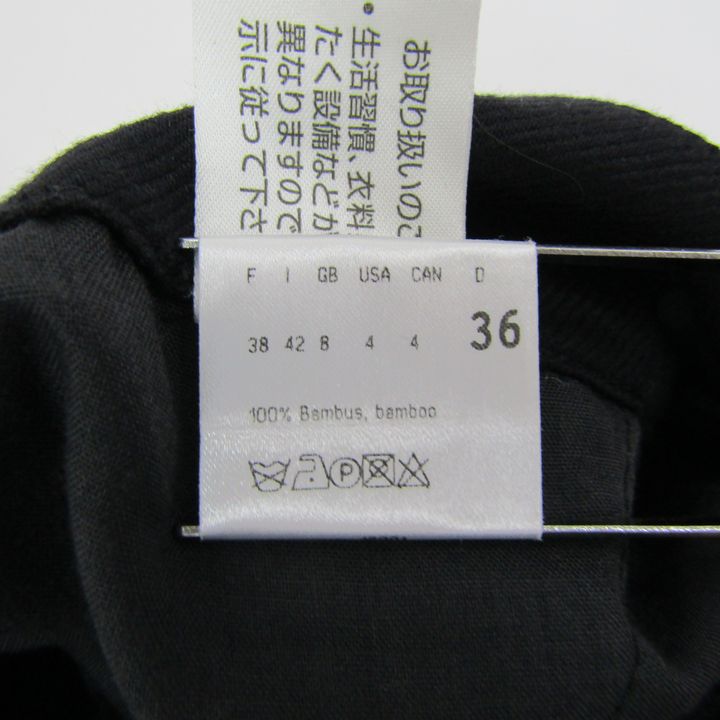 お取り扱いのご
・生活習慣、衣料
たく設備などが
異なりますので
示に従って下さ
F I GB USA CAN D
38 42 8 4 4 36
100% Bambus, bamboo
P